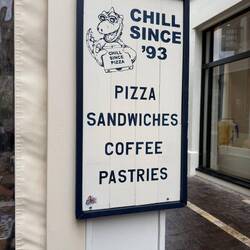 CHILL
SINCE
'93
CHILL
SINCE
PIZZA
PIZZA
SANDWICHES
COFFEE
PASTRIES